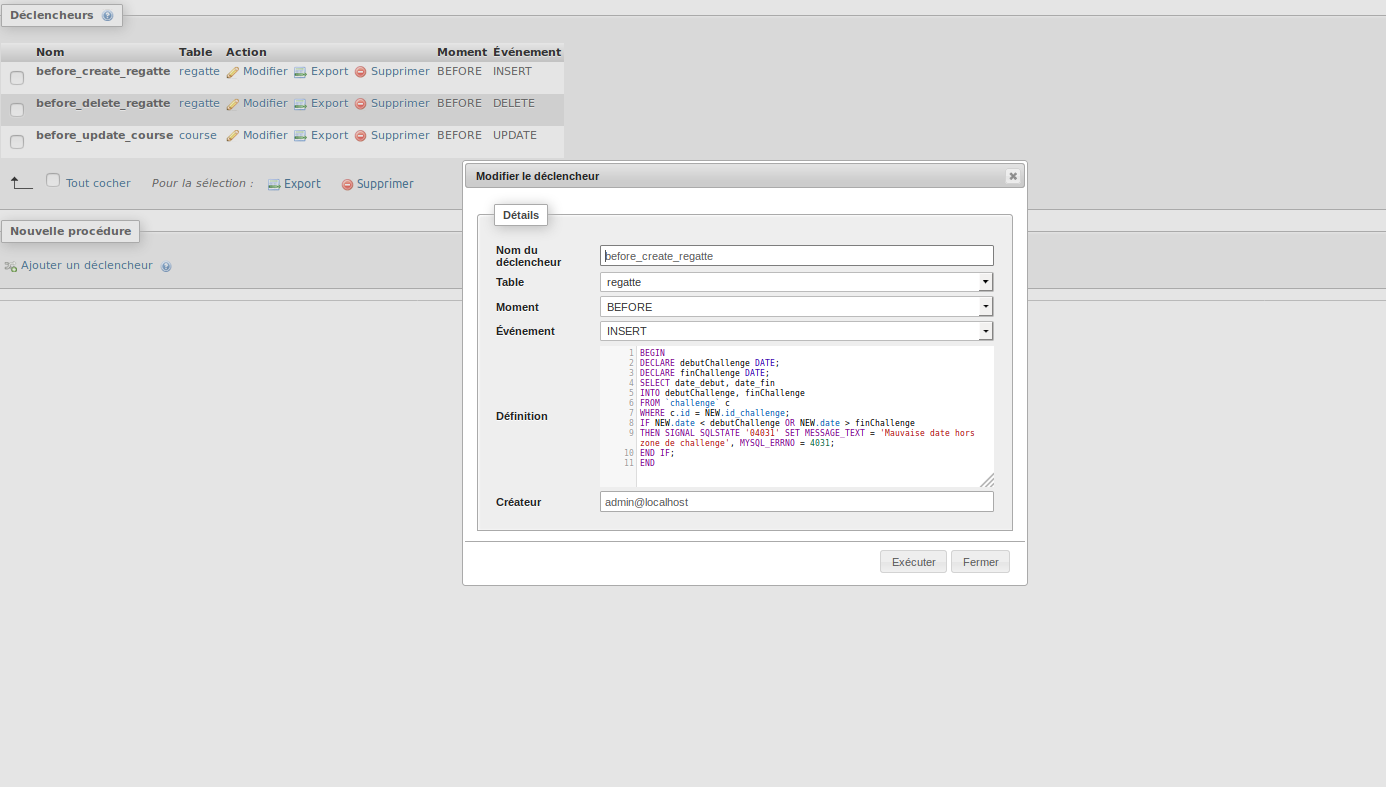 Déclencheurs
Nom Table Action Moment Événement
before_create_regatte regatte Modifier Export Supprimer BEFORE INSERT
before_delete_regatte regatte Modifier Export Supprimer BEFORE DELETE
before_update_course course Modifier Export Supprimer BEFORE UPDATE
Tout cocher Pour la sélection : Export Supprimer
Nouvelle procédure
Ajouter un déclencheur
Modifier le déclencheur
Détails
Nom du
déclencheur
before_create_regatte
Table regatte
Moment BEFORE
Événement INSERT
Définition
1 BEGIN
2 DECLARE debutChallenge DATE;
3 DECLARE finChallenge DATE;
4 SELECT date_debut, date_fin
5 INTO debutChallenge, finChallenge
6 FROM `challenge` c
7 WHERE c.id = NEW.id_challenge;
8 IF NEW.date < debutChallenge OR NEW.date > finChallenge
9 THEN SIGNAL SQLSTATE '04031' SET MESSAGE_TEXT = 'Mauvaise date hors
zone de challenge', MYSQL_ERRNO = 4031;
10 END IF;
11 END
Créateur admin@localhost
Exécuter Fermer